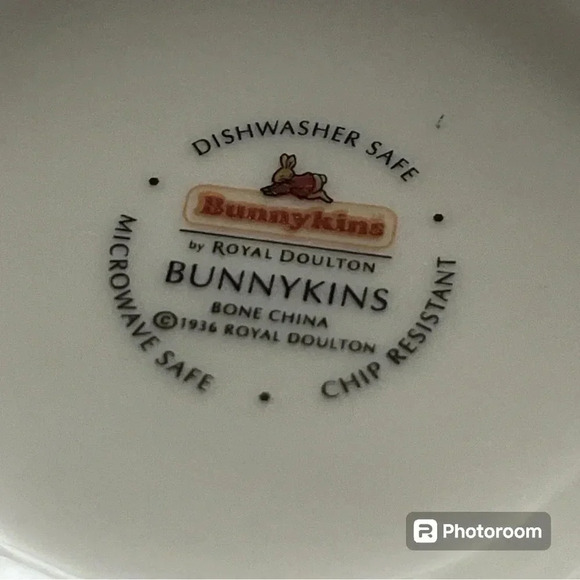 DISHWASHER SAFE
Bunnykins
by ROYAL DOULTON
BUNNYKINS
BONE CHINA
©1936 ROYAL DOULTON
MICROWAVE SAFE
CHIP RESISTANT
Photoroom